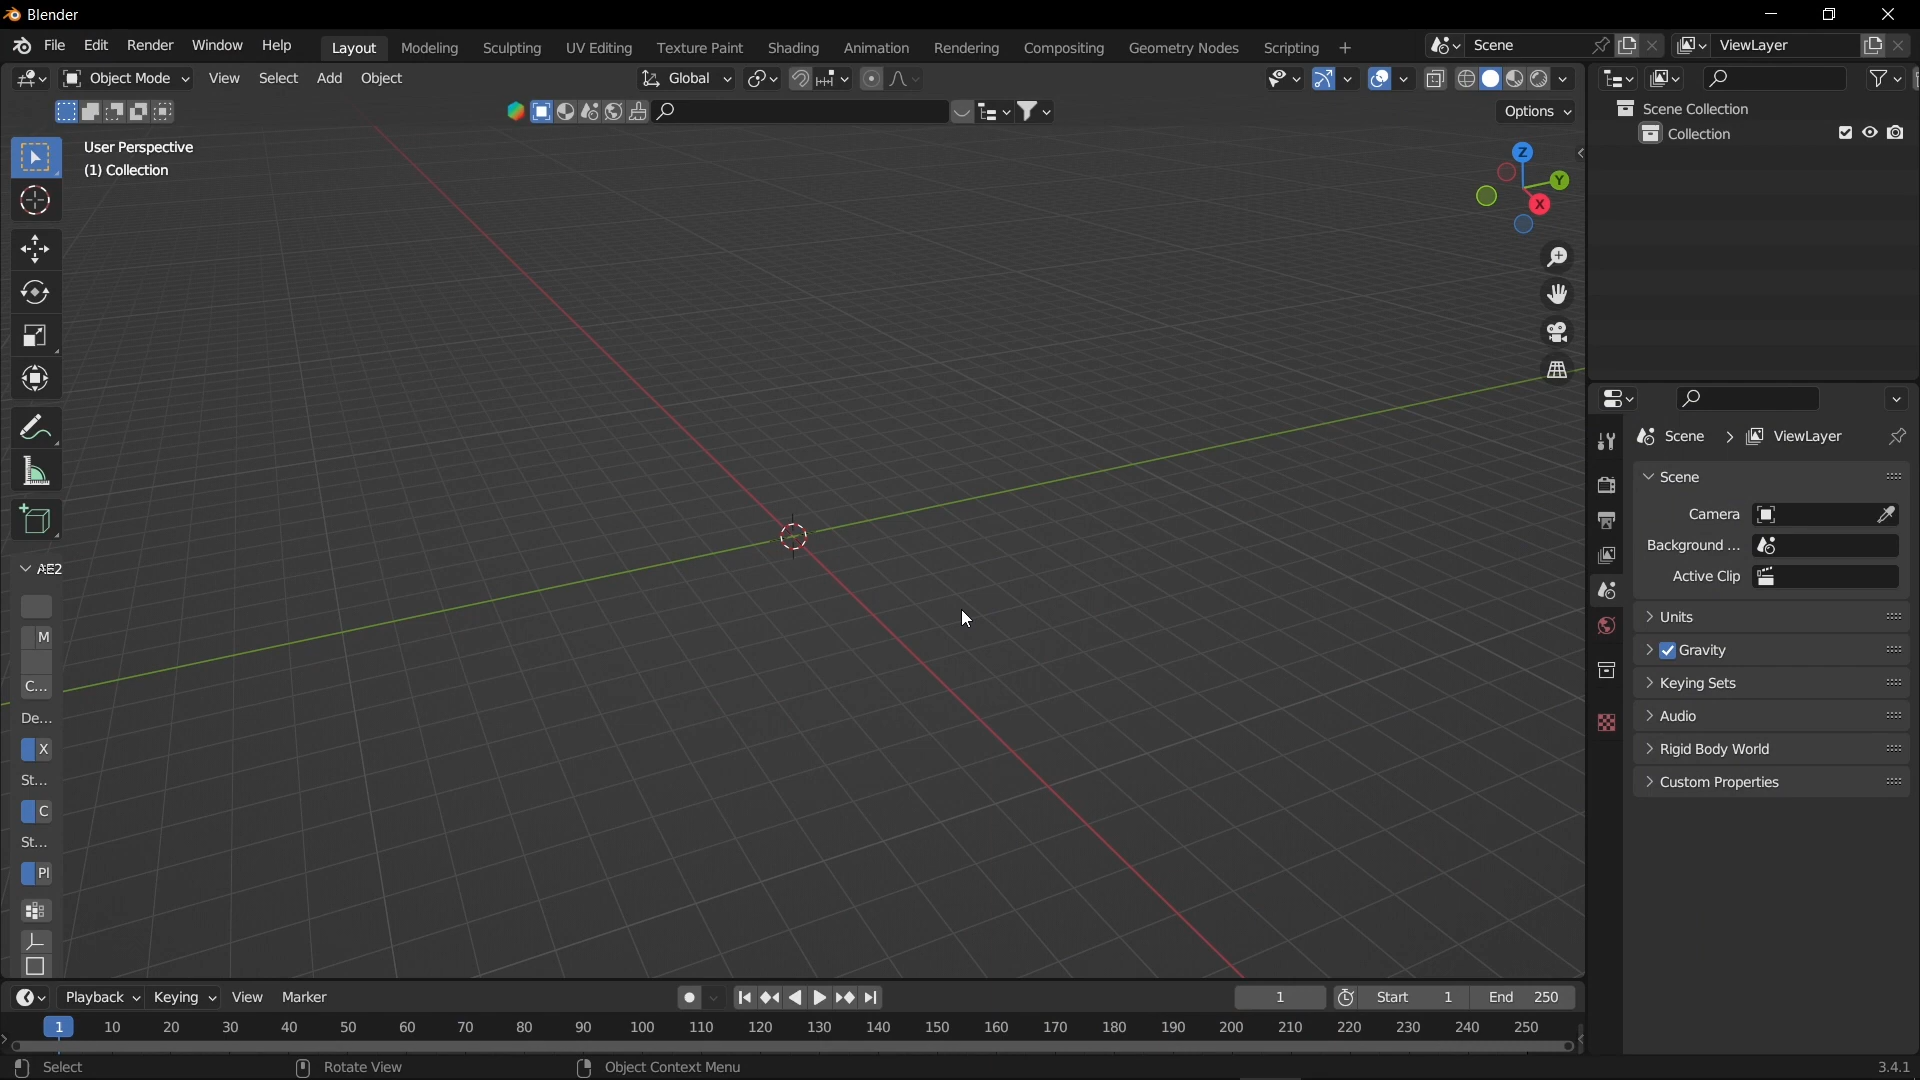 Blender
File Edit Render Window Help Layout Modeling Sculpting UV Editing Texture Paint Shading Animation Rendering Compositing Geometry Nodes Scripting + Scene ViewLayer
Object Mode View Select Add Object Global
Options
User Perspective
(1) Collection
Z
Y
X
Scene Collection
Collection
Scene > ViewLayer
Scene
Camera
Background ...
Active Clip
Units
Gravity
Keying Sets
Audio
Rigid Body World
Custom Properties
AE2
M
C...
De...
X
St...
C
St...
Pl
Playback Keying View Marker 1 Start 1 End 250
1 10 20 30 40 50 60 70 80 90 100 110 120 130 140 150 160 170 180 190 200 210 220 230 240 250
Select Rotate View Object Context Menu 3.4.1